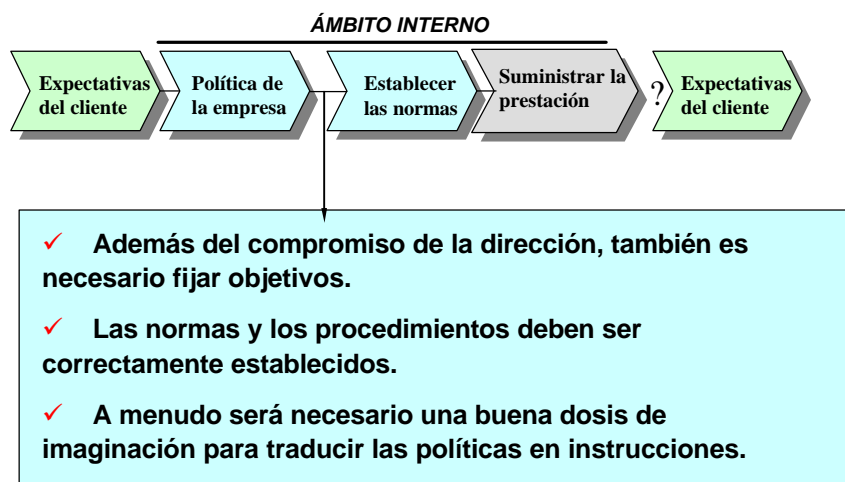 ÁMBITO INTERNO
Expectativas
del cliente
Política de
la empresa
Establecer
las normas
Suministrar la
prestación
?
Expectativas
del cliente
✓ Además del compromiso de la dirección, también es
necesario fijar objetivos.
✓ Las normas y los procedimientos deben ser
correctamente establecidos.
✓ A menudo será necesario una buena dosis de
imaginación para traducir las políticas en instrucciones.